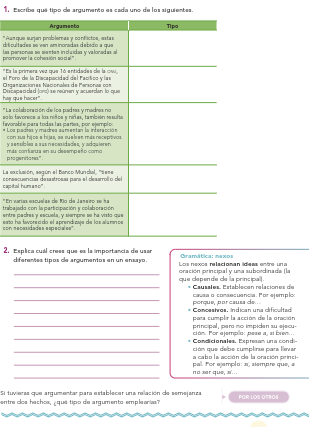 1. Escribe qué tipo de argumento es cada uno de los siguientes.
Argumento Tipo
"Aunque surjan problemas y conflictos, estas
dificultades se ven aminoradas debido a que
las personas se sienten incluidas y valoradas al
promover la cohesión social".
"Es la primera vez que 16 entidades de la ONU,
el Foro de la Discapacidad del Pacífico y las
Organizaciones Nacionales de Personas con
Discapacidad (OPD) se reúnen y acuerdan lo que
hay que hacer".
"La colaboración de los padres y madres no
solo favorece a los niños y niñas, también resulta
favorable para todas las partes, por ejemplo:
• Los padres y madres aumentan la interacción
con sus hijos e hijas, se vuelven más receptivos
y sensibles a sus necesidades, y adquieren
más confianza en su desempeño como
progenitores".
La exclusión, según el Banco Mundial, "tiene
consecuencias desastrosas para el desarrollo del
capital humano".
"En varias escuelas de Río de Janeiro se ha
trabajado con la participación y colaboración
entre padres y escuela, y siempre se ha visto que
esto ha favorecido el aprendizaje de los alumnos
con necesidades especiales".
2. Explica cuál crees que es la importancia de usar
diferentes tipos de argumentos en un ensayo.
Gramática: nexos
Los nexos relacionan ideas entre una
oración principal y una subordinada (la
que depende de la principal).
• Causales. Establecen relaciones de
causa o consecuencia. Por ejemplo:
porque, por causa de...
• Concesivos. Indican una dificultad
para cumplir la acción de la oración
principal, pero no impiden su ejecu-
ción. Por ejemplo: pese a, si bien...
• Condicionales. Expresan una condi-
ción que debe cumplirse para llevar
a cabo la acción de la oración princi-
pal. Por ejemplo: si, siempre que, a
no ser que, si...
Si tuvieras que argumentar para establecer una relación de semejanza
entre dos hechos, ¿qué tipo de argumento emplearías?
POR LOS OTROS